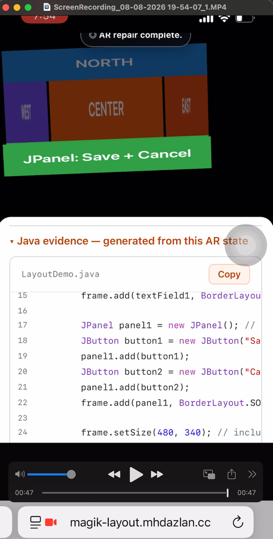 ScreenRecording_08-08-2026 19-54-07_1.MP4
7:54
AR repair complete.
NORTH
WEST
CENTER
EAST
JPanel: Save + Cancel
Java evidence — generated from this AR state
LayoutDemo.java
Copy
15 frame.add(textField1, BorderLayou
16
17 JPanel panel1 = new JPanel(); //
18 JButton button1 = new JButton("Sa
19 panel1.add(button1);
20 JButton button2 = new JButton("Ca
21 panel1.add(button2);
22 frame.add(panel1, BorderLayout.SO
23
24 frame.setSize(480, 340); // inclu
00:47
00:47
magik-layout.mhdazlan.cc